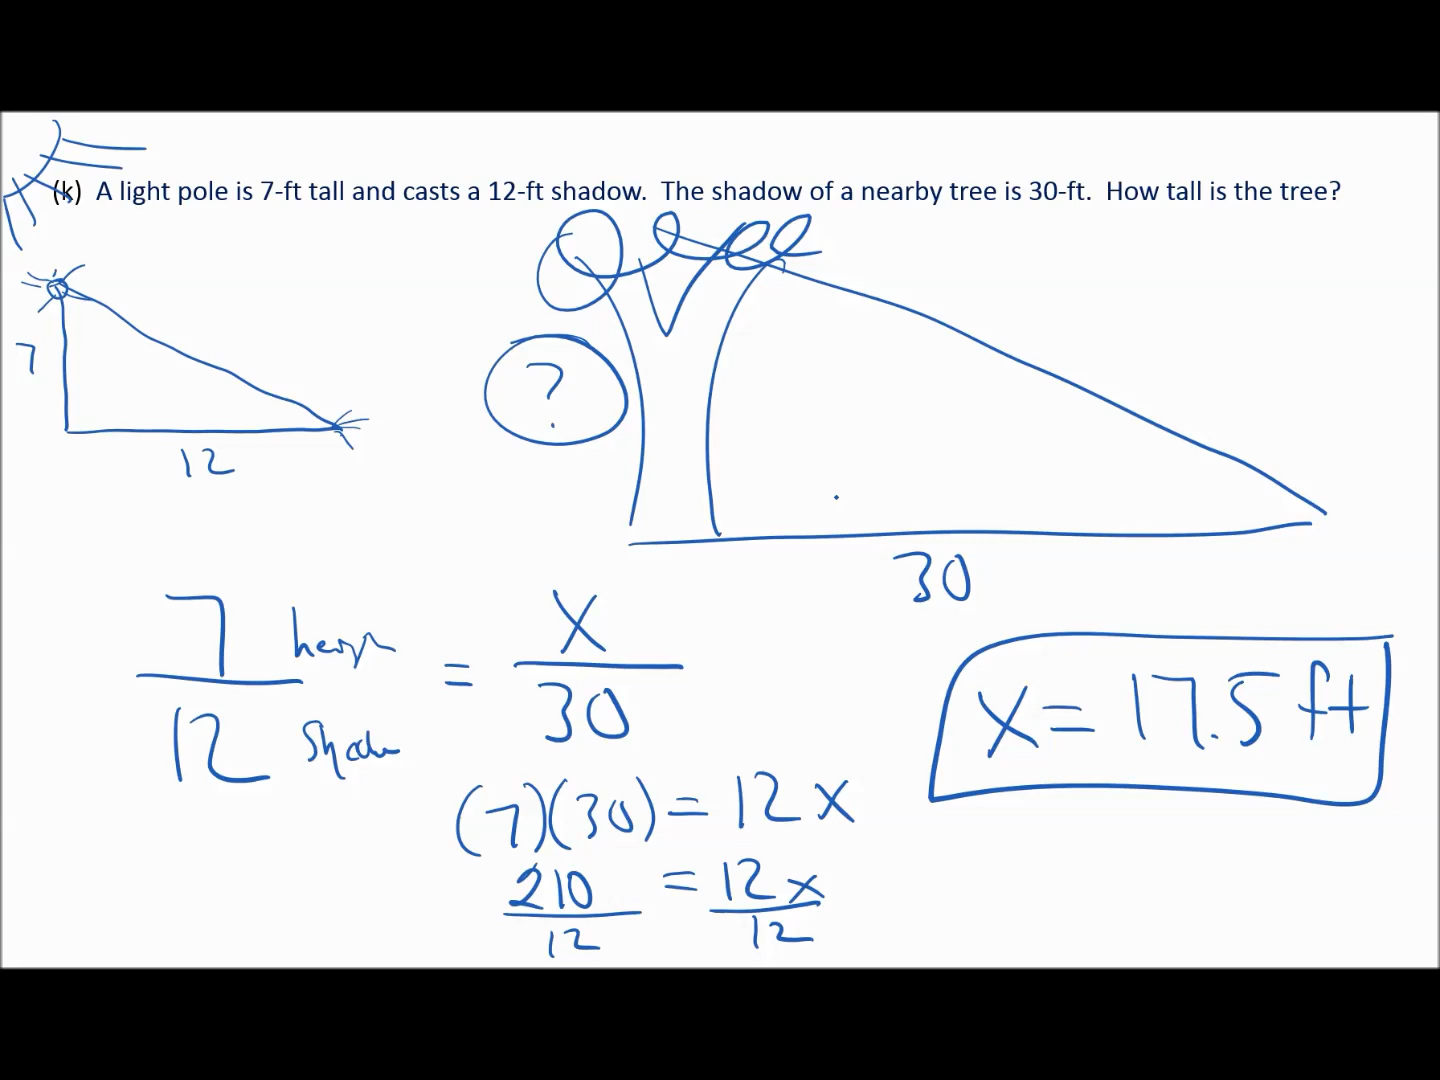 (k) A light pole is 7-ft tall and casts a 12-ft shadow. The shadow of a nearby tree is 30-ft. How tall is the tree?
7
12
?
30
7 = x
12 30
x = 17.5 ft
(7)(30) = 12x
210 = 12x
12 12